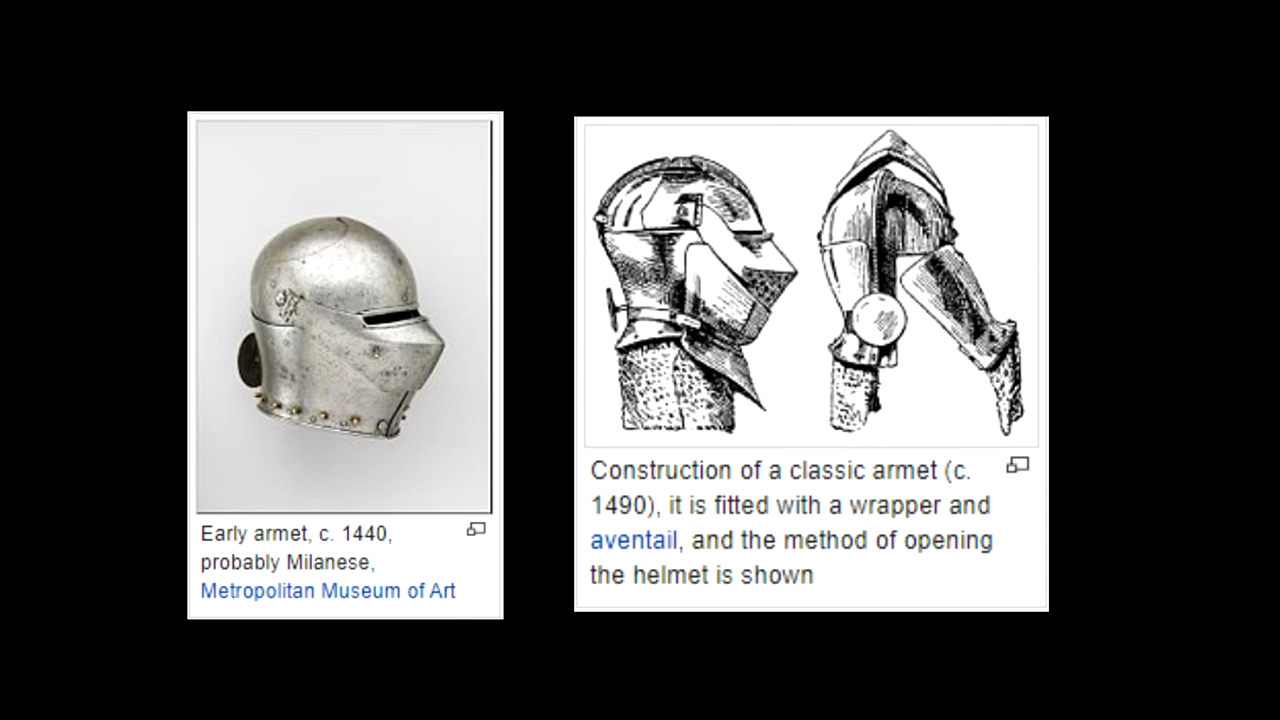 Early armet, c. 1440,
probably Milanese,
Metropolitan Museum of Art
Construction of a classic armet (c.
1490), it is fitted with a wrapper and
aventail, and the method of opening
the helmet is shown